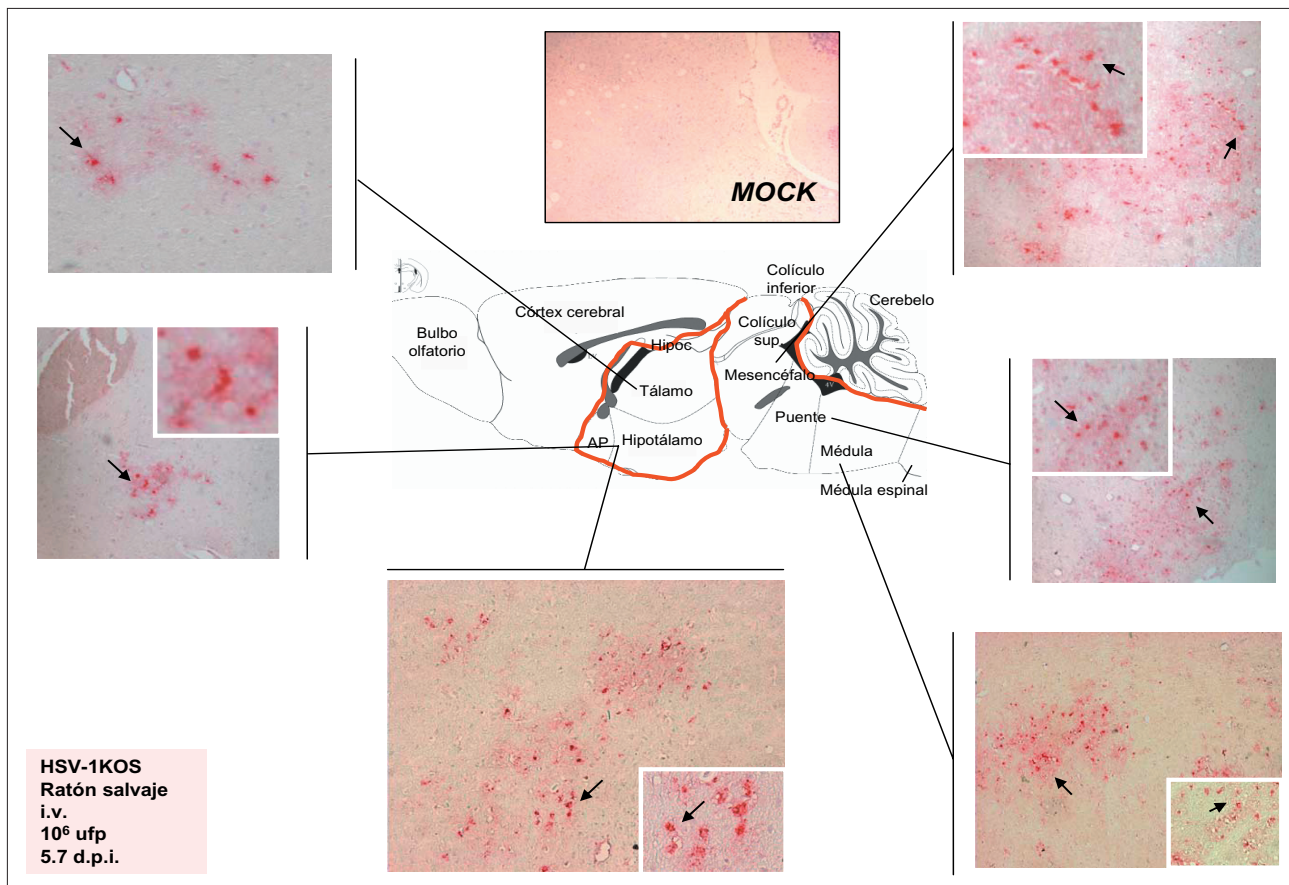 MOCK
Colículo
inferior
Córtex cerebral
Cerebelo
Bulbo
olfatorio
Colículo
sup
Hipoc
Mesencéfalo
Tálamo
4V
Puente
AP
Hipotálamo
Médula
Médula espinal
HSV-1KOS
Ratón salvaje
i.v.
10⁶ ufp
5.7 d.p.i.